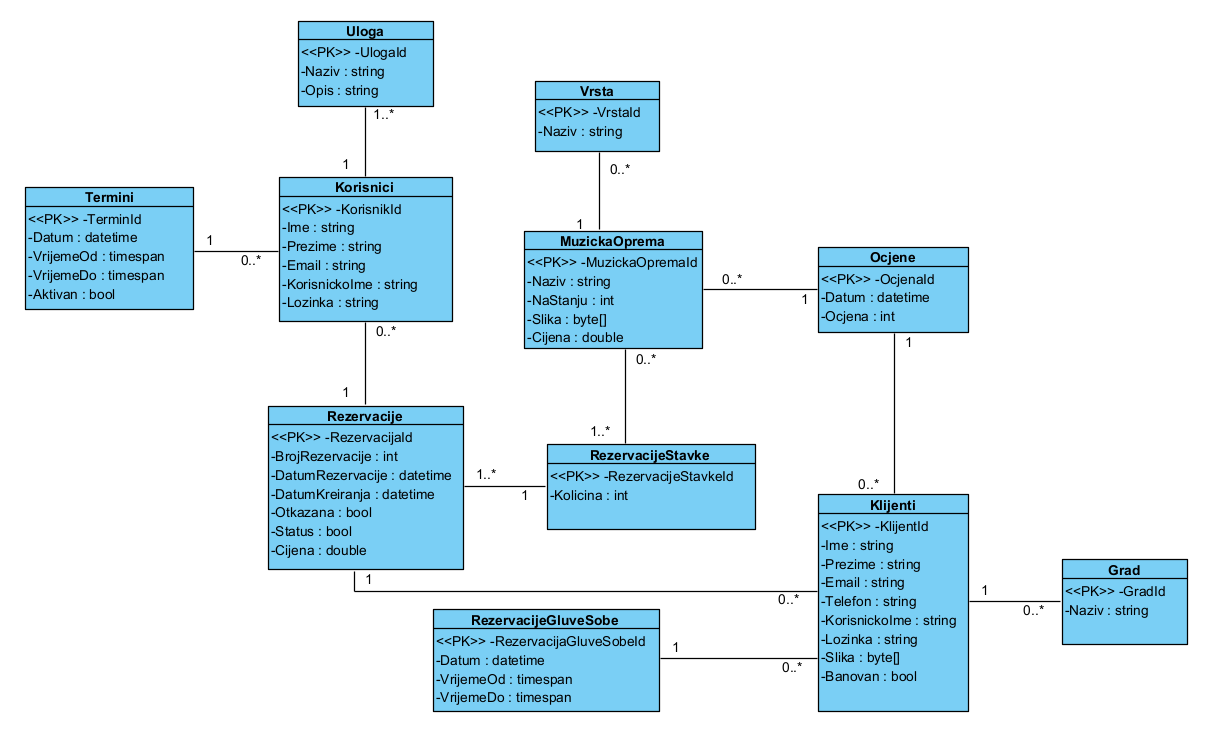 Uloga
<<PK>> -UlogaId
-Naziv : string
-Opis : string
1..*
1
Vrsta
<<PK>> -VrstaId
-Naziv : string
0..*
1
Termini
<<PK>> -TerminId
-Datum : datetime
-VrijemeOd : timespan
-VrijemeDo : timespan
-Aktivan : bool
1
0..*
Korisnici
<<PK>> -KorisnikId
-Ime : string
-Prezime : string
-Email : string
-KorisnickoIme : string
-Lozinka : string
0..*
1
MuzickaOprema
<<PK>> -MuzickaOpremaId
-Naziv : string
-NaStanju : int
-Slika : byte[]
-Cijena : double
0..*
1
0..*
1..*
Ocjene
<<PK>> -OcjenaId
-Datum : datetime
-Ocjena : int
1
0..*
Rezervacije
<<PK>> -RezervacijaId
-BrojRezervacije : int
-DatumRezervacije : datetime
-DatumKreiranja : datetime
-Otkazana : bool
-Status : bool
-Cijena : double
1..*
1
RezervacijeStavke
<<PK>> -RezervacijeStavkeId
-Kolicina : int
1
0..*
Klijenti
<<PK>> -KlijentId
-Ime : string
-Prezime : string
-Email : string
-Telefon : string
-KorisnickoIme : string
-Lozinka : string
-Slika : byte[]
-Banovan : bool
1
0..*
Grad
<<PK>> -GradId
-Naziv : string
RezervacijeGluveSobe
<<PK>> -RezervacijaGluveSobeId
-Datum : datetime
-VrijemeOd : timespan
-VrijemeDo : timespan
1
0..*